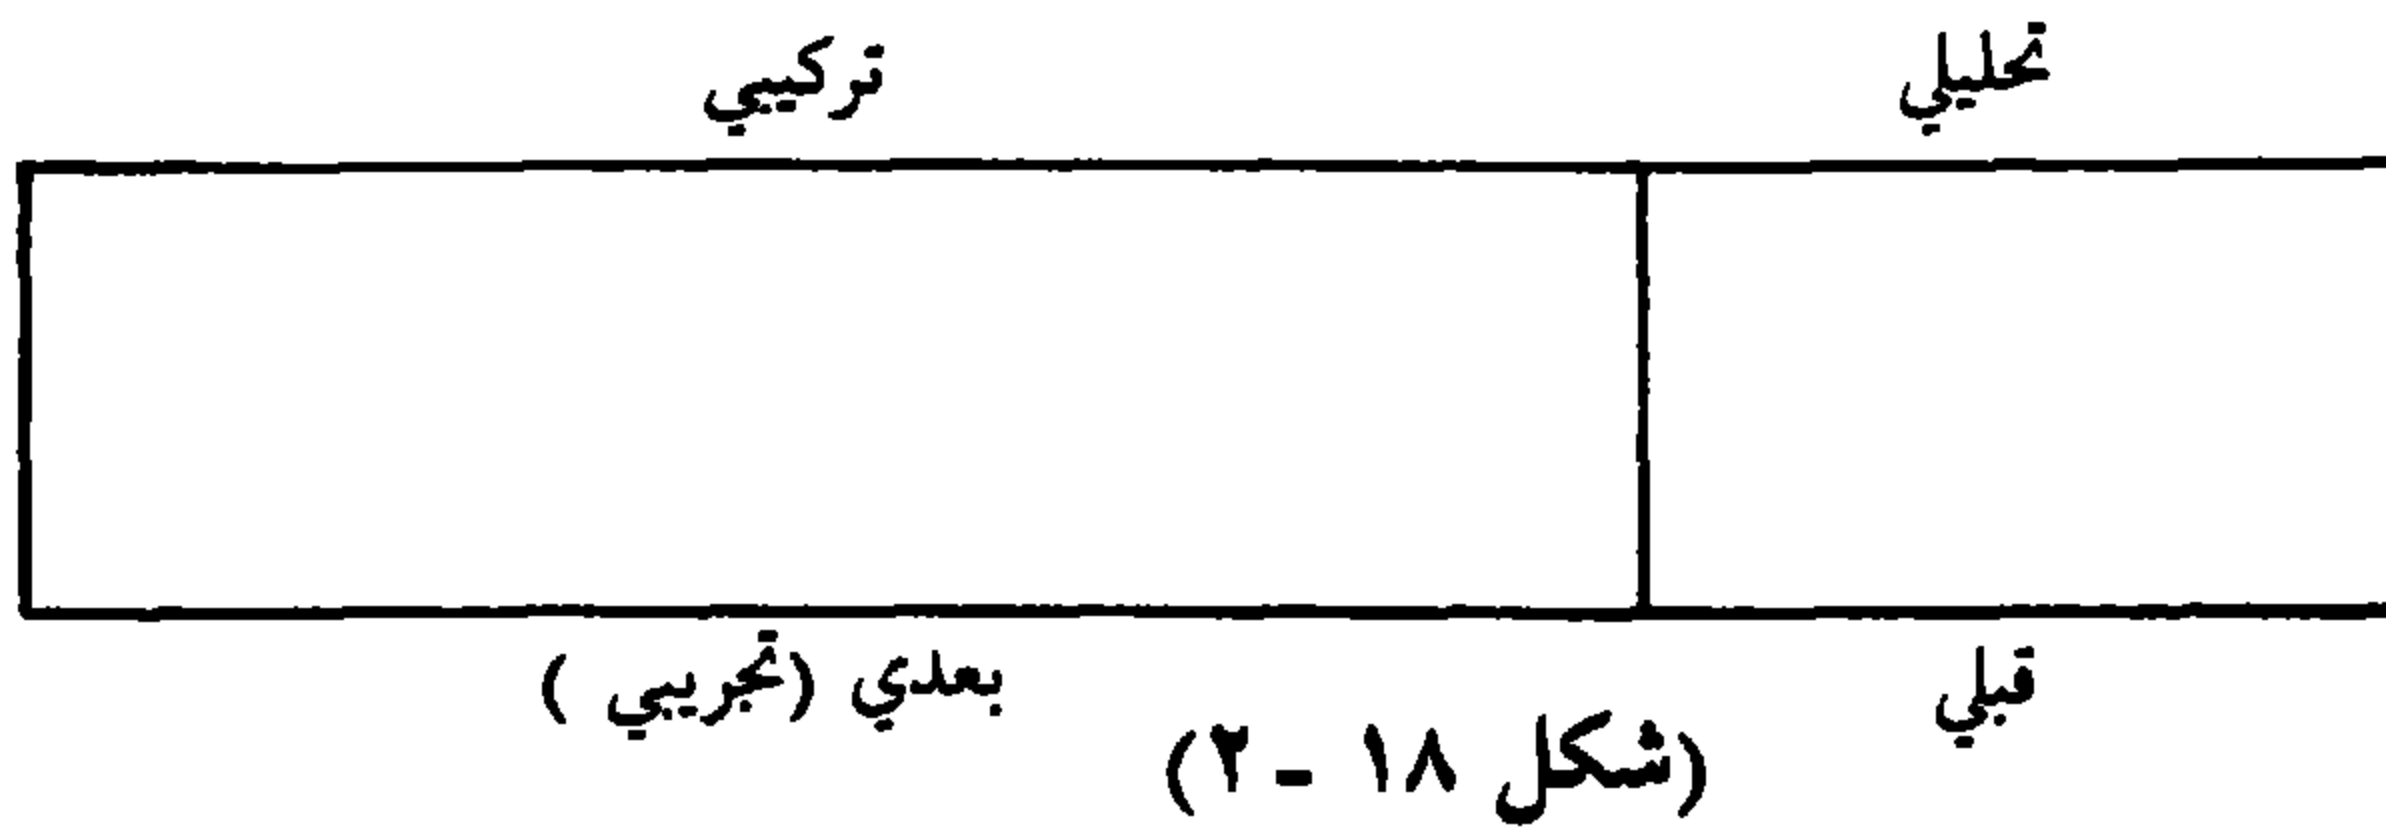 تحليلي تركيبي
قبلي بعدي (تجريبي)
(شكل ١٨ - ٢)